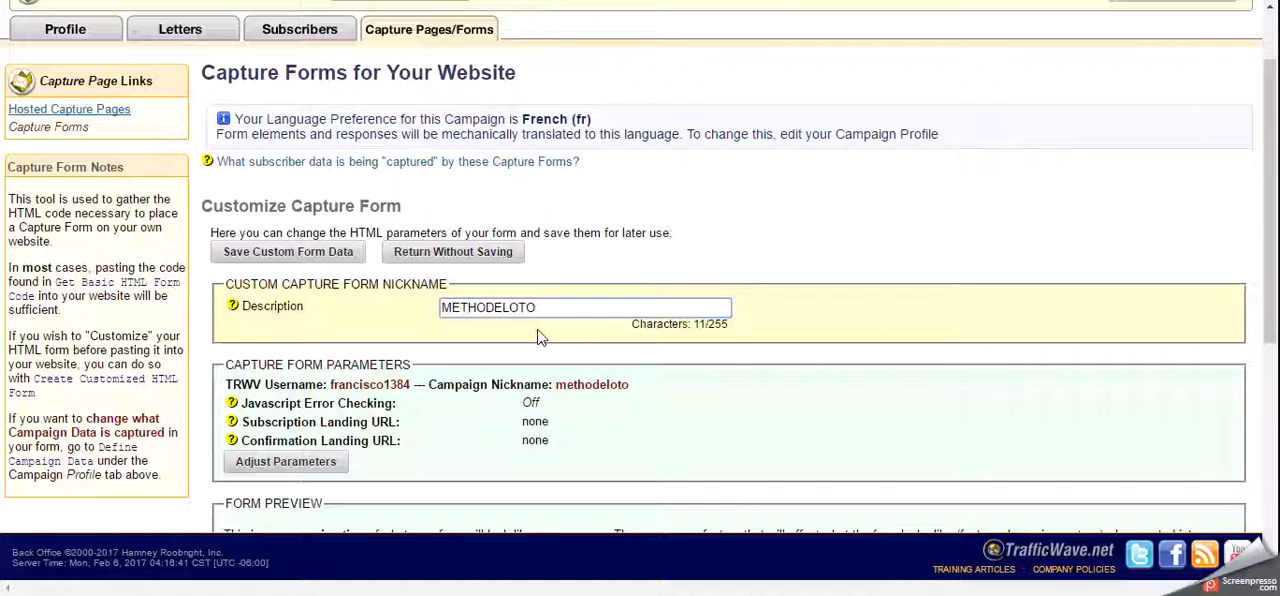 Profile
Letters
Subscribers
Capture Pages/Forms
Capture Page Links
Hosted Capture Pages
Capture Forms
Capture Form Notes
This tool is used to gather the
HTML code necessary to place
a Capture Form on your own
website.
In most cases, pasting the code
found in Get Basic HTML Form
Code into your website will be
sufficient.
If you wish to "Customize" your
HTML form before pasting it into
your website, you can do so
with Create Customized HTML
Form
If you want to change what
Campaign Data is captured in
your form, go to Define
Campaign Data under the
Campaign Profile tab above.
Capture Forms for Your Website
Your Language Preference for this Campaign is French (fr)
Form elements and responses will be mechanically translated to this language. To change this, edit your Campaign Profile
What subscriber data is being "captured" by these Capture Forms?
Customize Capture Form
Here you can change the HTML parameters of your form and save them for later use:
Save Custom Form Data
Return Without Saving
CUSTOM CAPTURE FORM NICKNAME
Description
METHODELOTO
Characters: 11/255
CAPTURE FORM PARAMETERS
TRWV Username: francisco1384 --- Campaign Nickname: methodeloto
Javascript Error Checking: Off
Subscription Landing URL: none
Confirmation Landing URL: none
Adjust Parameters
FORM PREVIEW
Back Office ©2000-2017 Hamney Roobright, Inc.
Server Time: Mon, Feb 6, 2017 04:16:41 CST [UTC -06:00]
TrafficWave.net
TRAINING ARTICLES : COMPANY POLICIES
Screenpresso
.com